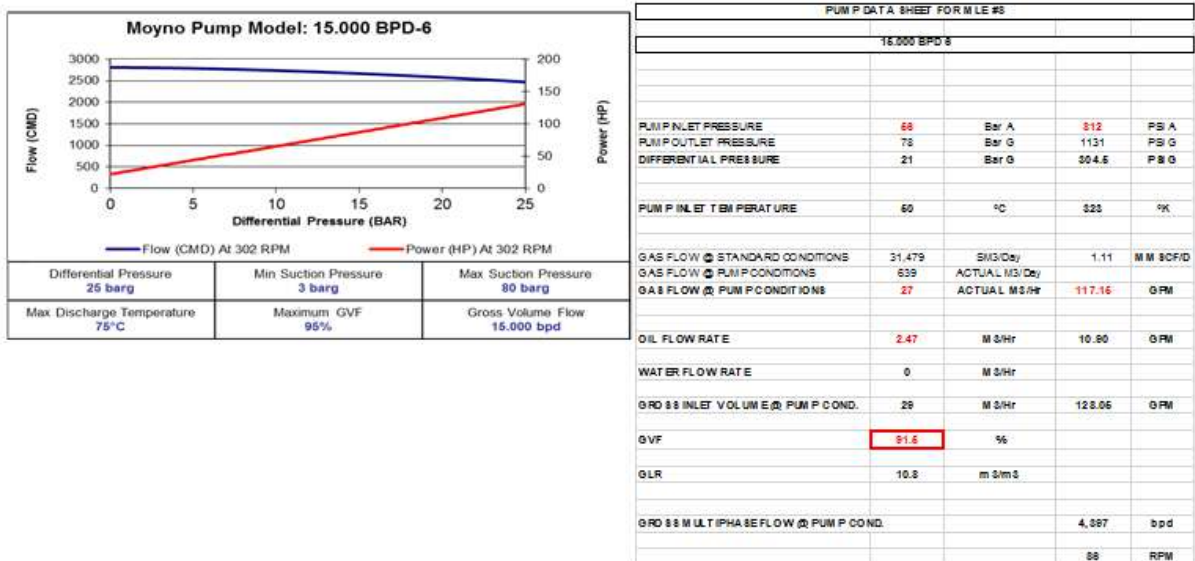 Moyno Pump Model: 15.000 BPD-6
3000
2500
2000
1500
1000
500
0
Flow (CMD)
200
150
100
50
0
Power (HP)
0 5 10 15 20 25
Differential Pressure (BAR)
Flow (CMD) At 302 RPM Power (HP) At 302 RPM
Differential Pressure Min Suction Pressure Max Suction Pressure
25 barg 3 barg 80 barg
Max Discharge Temperature Maximum GVF Gross Volume Flow
75°C 95% 15.000 bpd
PUMP DATA SHEET FOR MLE #8
15.000 BPD 6
PUMP INLET PRESSURE Bar A 812 PSI A
PUMP OUTLET PRESSURE 78 Bar G 1131 PSI G
DIFFERENTIAL PRESSURE 21 Bar G 304.5 PSI G
PUMP INLET TEMPERATURE 50 ºC 323 ºK
GAS FLOW @ STANDARD CONDITIONS 31,479 SM3/Day 1.11 MM SCF/D
GAS FLOW @ PUMP CONDITIONS 639 ACTUAL M3/Day
GAS FLOW @ PUMP CONDITIONS 27 ACTUAL M3/Hr 117.15 GPM
OIL FLOW RATE 2.47 M3/Hr 10.90 GPM
WATER FLOW RATE 0 M3/Hr
GROSS INLET VOLUME @ PUMP COND. 29 M3/Hr 128.05 GPM
GVF 91.5 %
GLR 10.8 m3/m3
GROSS MULTIPHASE FLOW @ PUMP COND. 4,397 bpd
86 RPM